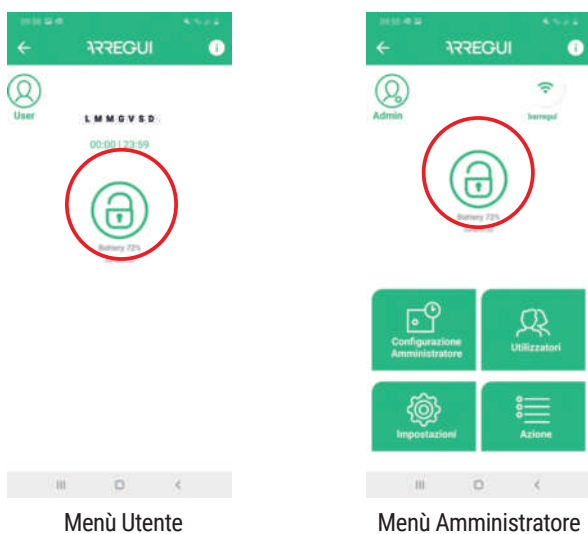 ARREGUI
User
L M M G V S D
00:00 | 23:59
Battery 72%
Menù Utente
ARREGUI
Admin
barregui
Battery 72%
Configurazione
Amministratore
Utilizzatori
Impostazioni
Azione
Menù Amministratore